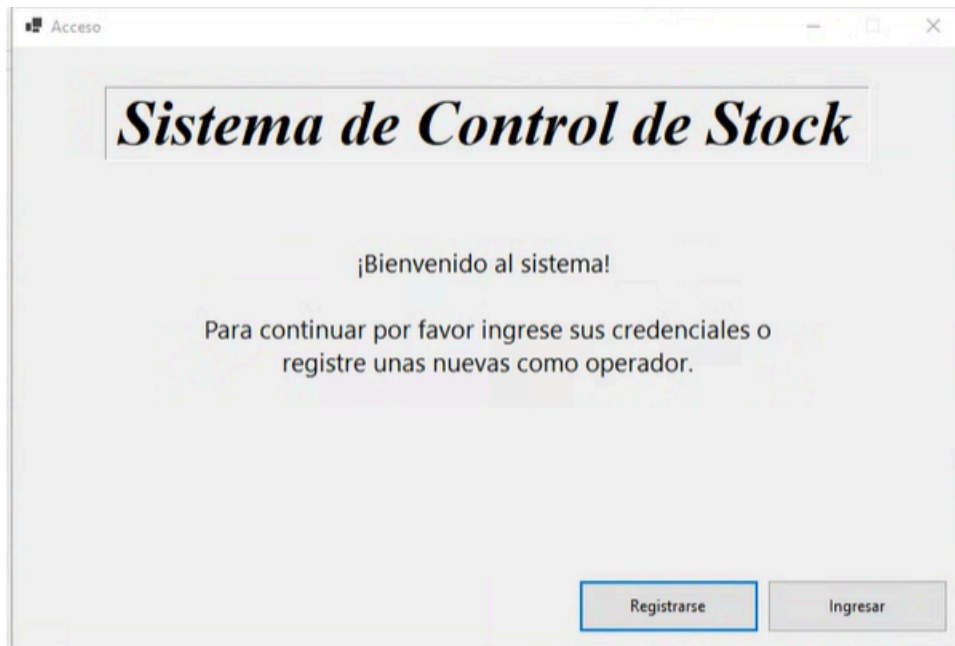 Acceso
Sistema de Control de Stock
¡Bienvenido al sistema!
Para continuar por favor ingrese sus credenciales o
registre unas nuevas como operador.
Registrarse
Ingresar